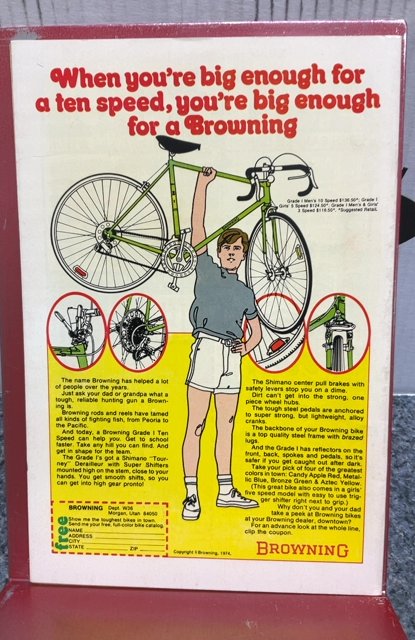 When you're big enough for
a ten speed, you're big enough
for a Browning
Grade I Men's 10 Speed $136.50*; Grade I
Girls' 5 Speed $124.50*; Grade I Men's & Girls'
3 Speed $118.50*. *Suggested Retail.
The name Browning has helped a lot
of people over the years.
Just ask your dad or grandpa what a
tough, reliable hunting gun a Brown-
ing is.
Browning rods and reels have tamed
all kinds of fighting fish, from Peoria to
the Pacific.
And today, a Browning Grade I Ten
Speed can help you. Get to school
faster. Take any hill you can find. And
get in shape for the team.
The Grade I's got a Shimano "Tour-
ney" Derailleur with Super Shifters
mounted high on the stem, close to your
hands. You get smooth shifts, so you
can get into high gear pronto!
The Shimano center pull brakes with
safety levers stop you on a dime.
Dirt can't get into the strong, one
piece wheel hubs.
The tough steel pedals are anchored
to super strong, but lightweight, alloy
cranks.
The backbone of your Browning bike
is a top quality steel frame with brazed
lugs.
And the Grade I has reflectors on the
front, back, spokes and pedals, so it's
safer if you get caught out after dark.
Take your pick of four of the greatest
colors in town: Candy Apple Red, Metal-
lic Blue, Bronze Green & Aztec Yellow.
(This great bike also comes in a girls'
five speed model with easy to use trig-
ger shifter right next to grip.)
Why don't you and your dad
take a peek at Browning bikes
at your Browning dealer, downtown?
For an advance look at the whole line,
clip the coupon.
BROWNING Dept. W36
Morgan, Utah 84050
free
Show me the toughest bikes in town.
Send me your free, full-color bike catalog.
NAME
ADDRESS
CITY
STATE ZIP
Copyright © Browning, 1974.
BROWNING